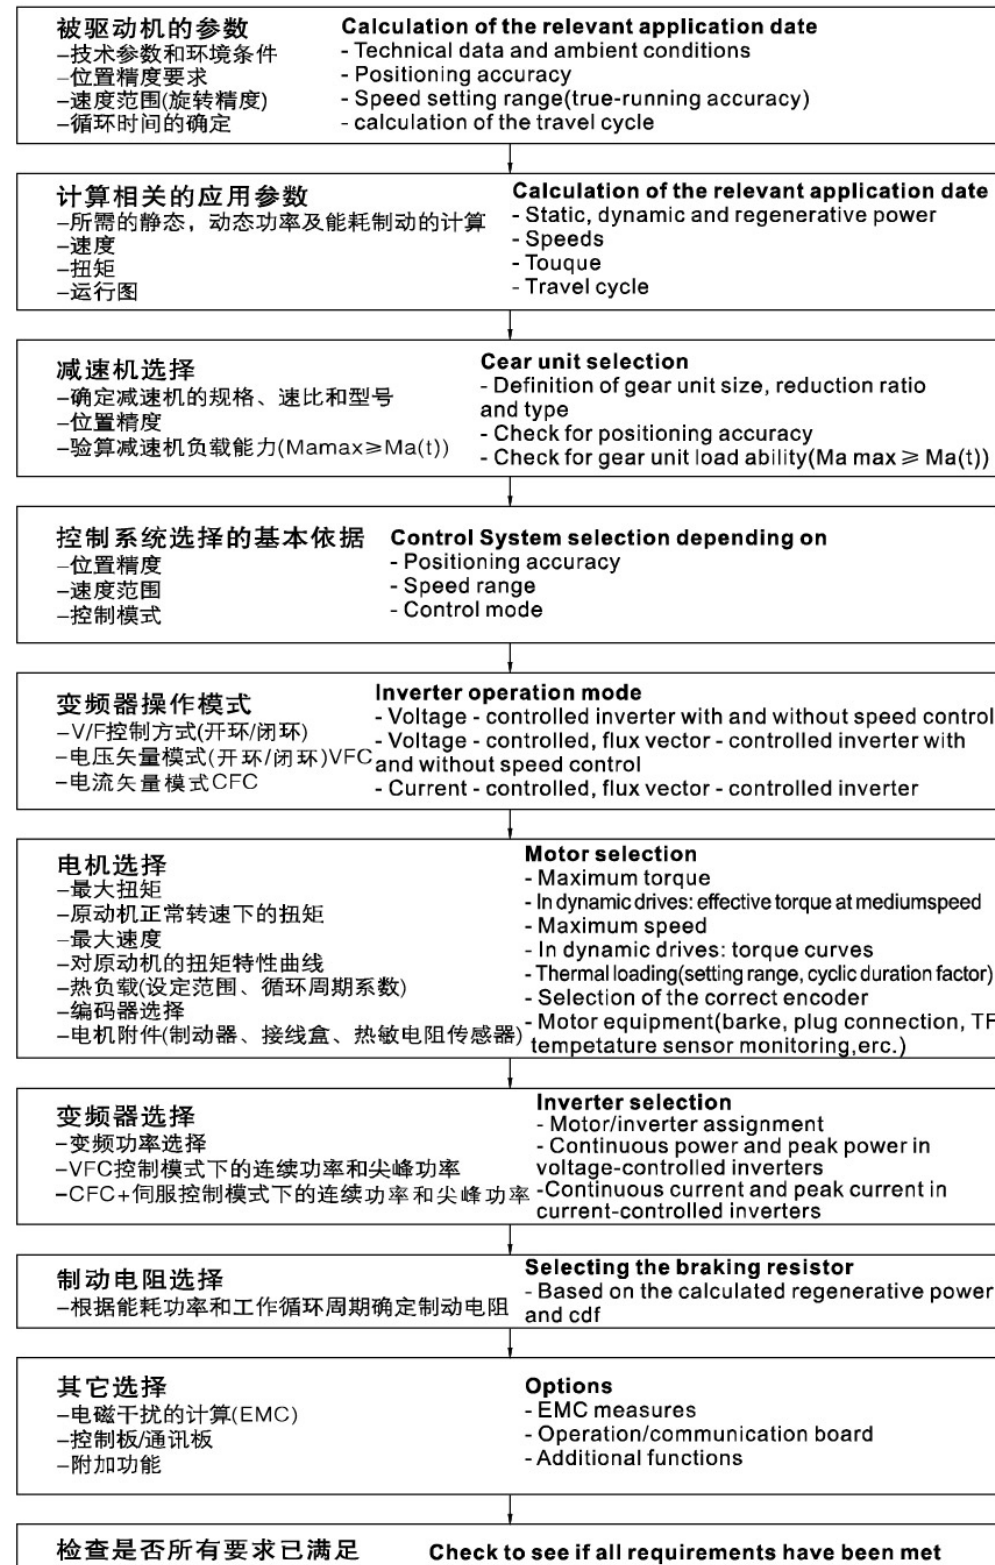 被驱动机的参数
–技术参数和环境条件
–位置精度要求
–速度范围(旋转精度)
–循环时间的确定
Calculation of the relevant application date
- Technical data and ambient conditions
- Positioning accuracy
- Speed setting range(true-running accuracy)
- calculation of the travel cycle
计算相关的应用参数
–所需的静态，动态功率及能耗制动的计算
–速度
–扭矩
–运行图
Calculation of the relevant application date
- Static, dynamic and regenerative power
- Speeds
- Touque
- Travel cycle
减速机选择
–确定减速机的规格、速比和型号
–位置精度
–验算减速机负载能力(Mamax≥Ma(t))
Cear unit selection
- Definition of gear unit size, reduction ratio
and type
- Check for positioning accuracy
- Check for gear unit load ability(Ma max ≥ Ma(t))
控制系统选择的基本依据
–位置精度
–速度范围
–控制模式
Control System selection depending on
- Positioning accuracy
- Speed range
- Control mode
变频器操作模式
–V/F控制方式(开环/闭环)
–电压矢量模式(开环/闭环)VFC
–电流矢量模式CFC
Inverter operation mode
- Voltage - controlled inverter with and without speed control
- Voltage - controlled, flux vector - controlled inverter with
and without speed control
- Current - controlled, flux vector - controlled inverter
电机选择
–最大扭矩
–原动机正常转速下的扭矩
–最大速度
–对原动机的扭矩特性曲线
–热负载(设定范围、循环周期系数)
–编码器选择
–电机附件(制动器、接线盒、热敏电阻传感器)
Motor selection
- Maximum torque
- In dynamic drives: effective torque at mediumspeed
- Maximum speed
- In dynamic drives: torque curves
- Thermal loading(setting range, cyclic duration factor)
- Selection of the correct encoder
- Motor equipment(barke, plug connection, TF
tempetature sensor monitoring,erc.)
变频器选择
–变频功率选择
–VFC控制模式下的连续功率和尖峰功率
–CFC+伺服控制模式下的连续功率和尖峰功率
Inverter selection
- Motor/inverter assignment
- Continuous power and peak power in
voltage-controlled inverters
-Continuous current and peak current in
current-controlled inverters
制动电阻选择
–根据能耗功率和工作循环周期确定制动电阻
Selecting the braking resistor
- Based on the calculated regenerative power
and cdf
其它选择
–电磁干扰的计算(EMC)
–控制板/通讯板
–附加功能
Options
- EMC measures
- Operation/communication board
- Additional functions
检查是否所有要求已满足
Check to see if all requirements have been met